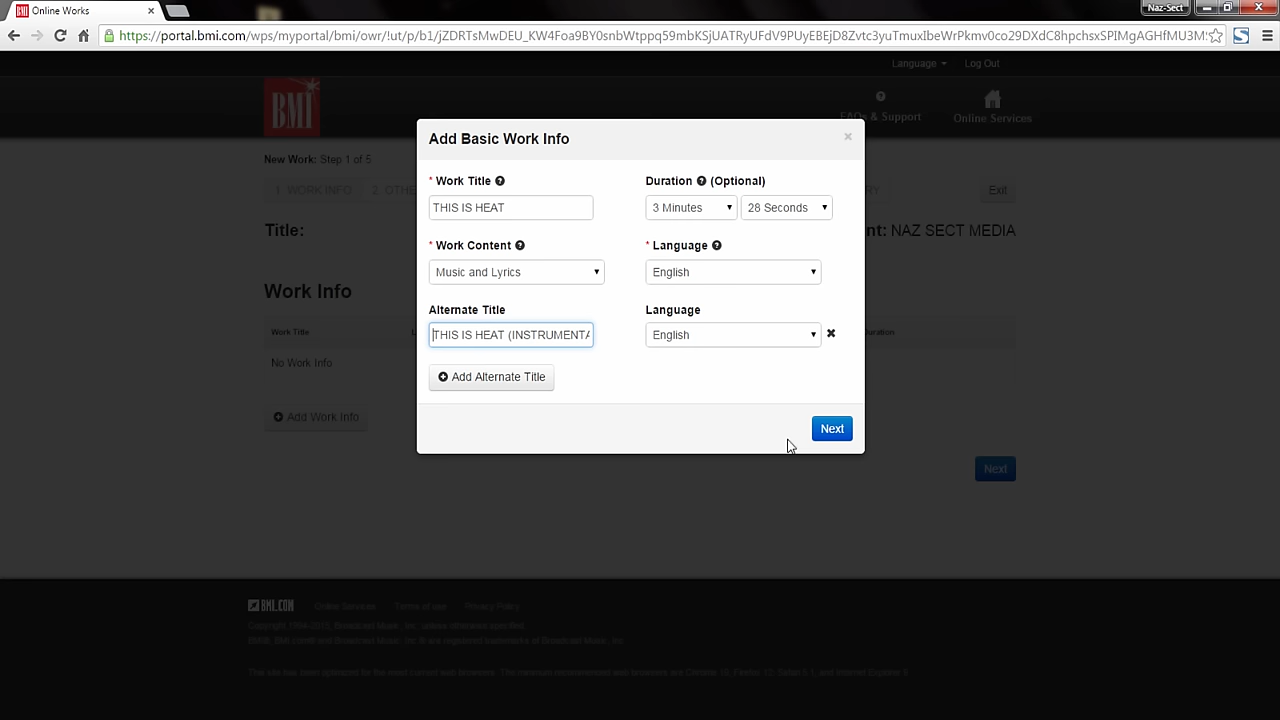 Online Works
Naz-Sect
https://portal.bmi.com/wps/myportal/bmi/owr/!ut/p/b1/
Language Log Out
BMI
FAQs & Support Online Services
New Work: Step 1 of 5
1. WORK INFO 2. OTHE RY Exit
Title: nt: NAZ SECT MEDIA
Work Info
Work Title L Duration
No Work Info
Add Work Info
Next
Add Basic Work Info
* Work Title Duration (Optional)
THIS IS HEAT 3 Minutes 28 Seconds
* Work Content * Language
Music and Lyrics English
Alternate Title Language
THIS IS HEAT (INSTRUMENTA English
Add Alternate Title
Next
BMI.COM Online Services Terms of use Privacy Policy